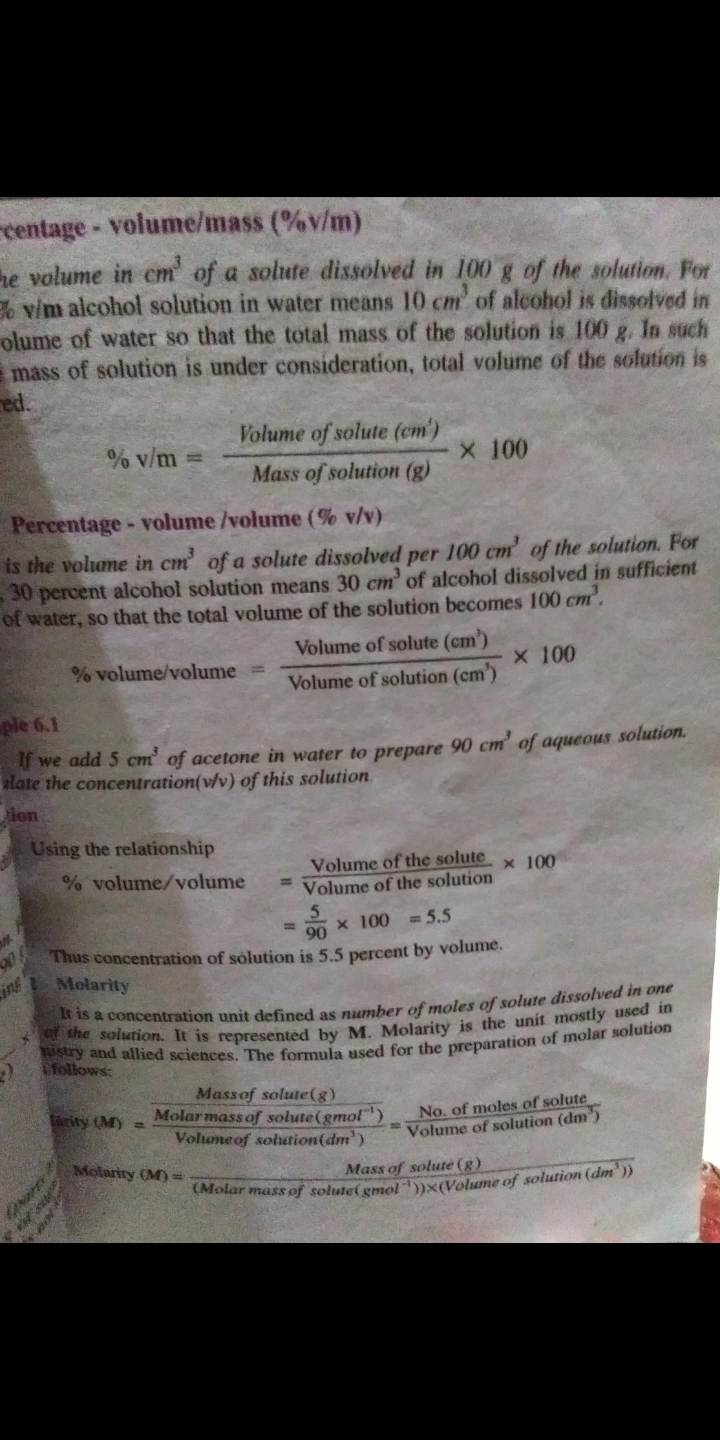 centage - volume/mass (%v/m)
he volume in cm³ of a solute dissolved in 100 g of the solution. For
% v/m alcohol solution in water means 10 cm³ of alcohol is dissolved in
olume of water so that the total mass of the solution is 100 g. In such
mass of solution is under consideration, total volume of the solution is
ed.
% v/m = Volume of solute (cm³) / Mass of solution (g) × 100
Percentage - volume /volume (% v/v)
is the volume in cm³ of a solute dissolved per 100 cm³ of the solution. For
, 30 percent alcohol solution means 30 cm³ of alcohol dissolved in sufficient
of water, so that the total volume of the solution becomes 100 cm³.
% volume/volume = Volume of solute (cm³) / Volume of solution (cm³) × 100
ple 6.1
If we add 5 cm³ of acetone in water to prepare 90 cm³ of aqueous solution.
late the concentration(v/v) of this solution
tion
Using the relationship
% volume/volume = Volume of the solute / Volume of the solution × 100
= 5 / 90 × 100 = 5.5
Thus concentration of solution is 5.5 percent by volume.
Molarity
It is a concentration unit defined as number of moles of solute dissolved in one
of the solution. It is represented by M. Molarity is the unit mostly used in
mistry and allied sciences. The formula used for the preparation of molar solution
follows:
larity (M) = Mass of solute (g) / Molar mass of solute (gmol⁻¹) / Volume of solution (dm³) = No. of moles of solute / Volume of solution (dm³)
Molarity (M) = Mass of solute (g) / (Molar mass of solute (gmol⁻¹))×(Volume of solution (dm³))